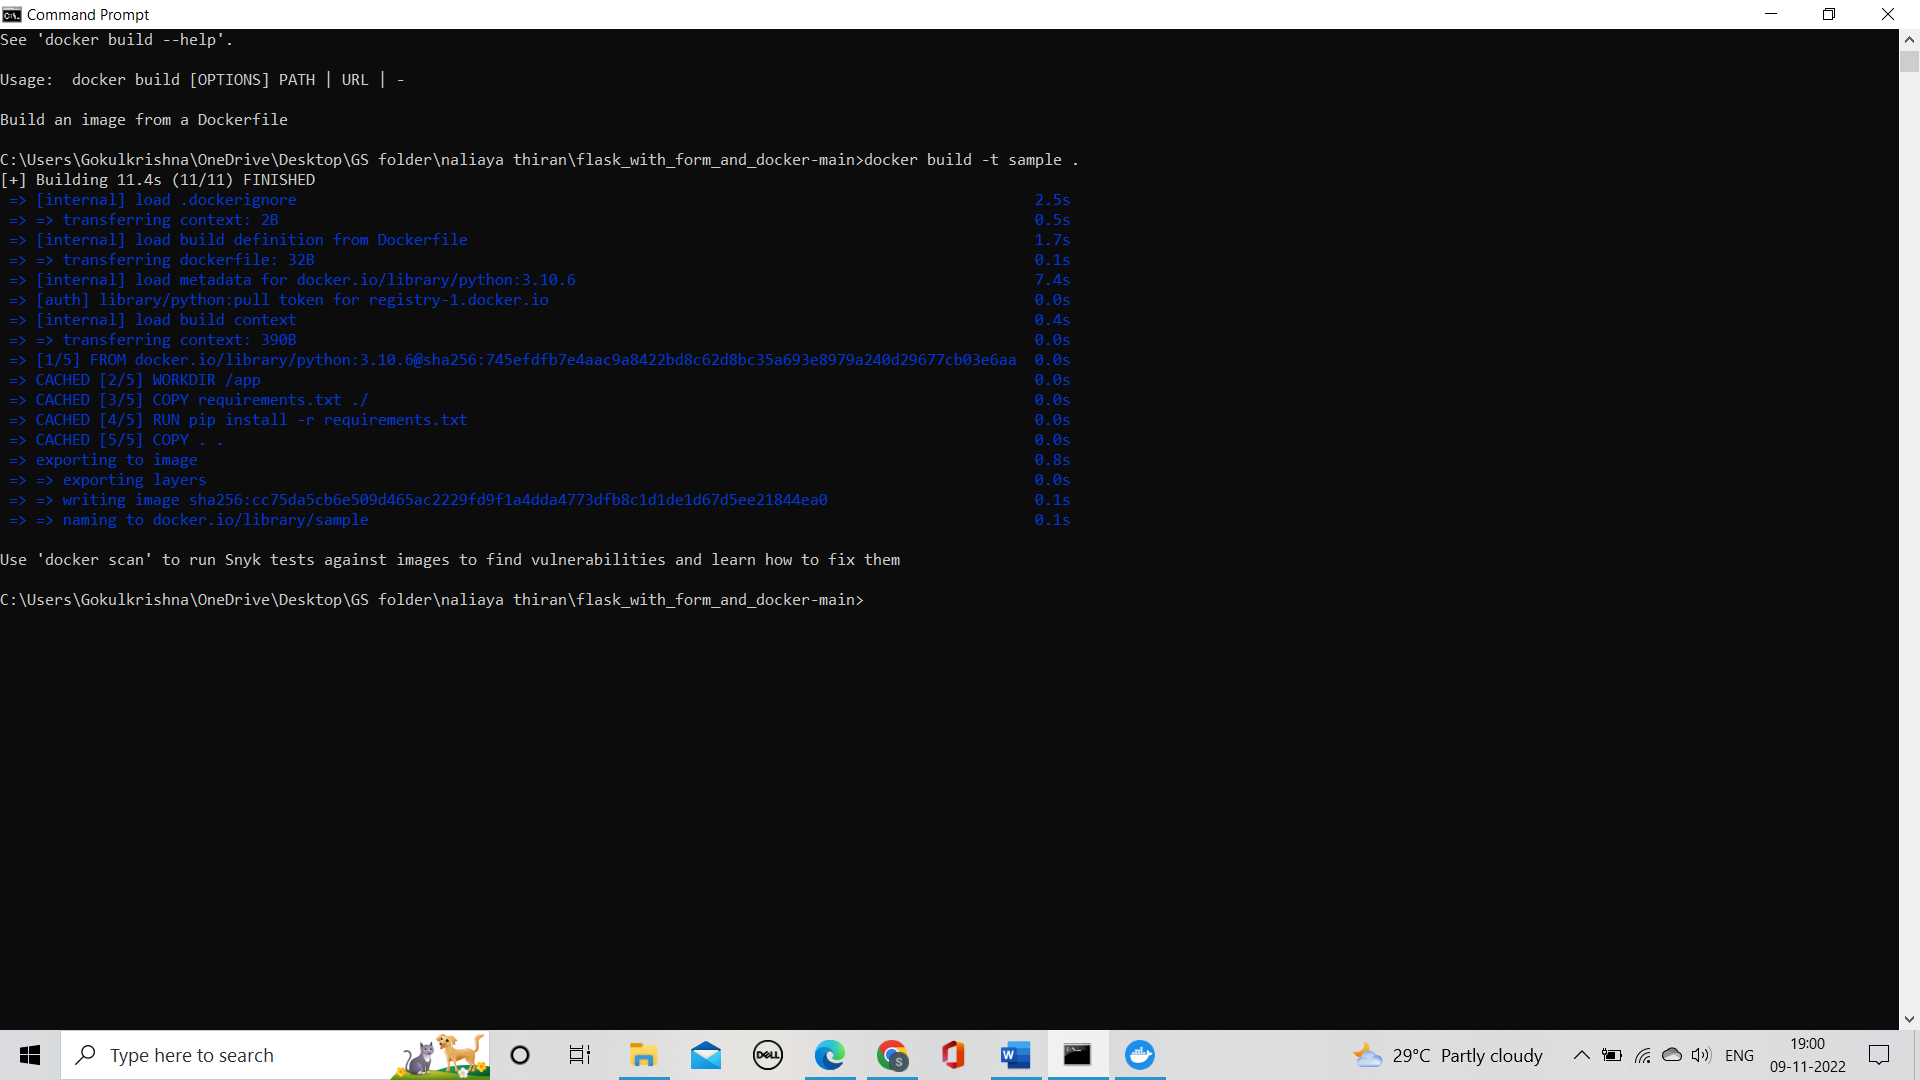 Command Prompt
See 'docker build --help'.
Usage:  docker build [OPTIONS] PATH | URL | -
Build an image from a Dockerfile
C:\Users\Gokulkrishna\OneDrive\Desktop\GS folder\naliaya thiran\flask_with_form_and_docker-main>docker build -t sample .
[+] Building 11.4s (11/11) FINISHED
=> [internal] load .dockerignore 2.5s
=> => transferring context: 2B 0.5s
=> [internal] load build definition from Dockerfile 1.7s
=> => transferring dockerfile: 32B 0.1s
=> [internal] load metadata for docker.io/library/python:3.10.6 7.4s
=> [auth] library/python:pull token for registry-1.docker.io 0.0s
=> [internal] load build context 0.4s
=> => transferring context: 390B 0.0s
=> [1/5] FROM docker.io/library/python:3.10.6@sha256:745efdfb7e4aac9a8422bd8c62d8bc35a693e8979a240d29677cb03e6aa 0.0s
=> CACHED [2/5] WORKDIR /app 0.0s
=> CACHED [3/5] COPY requirements.txt ./ 0.0s
=> CACHED [4/5] RUN pip install -r requirements.txt 0.0s
=> CACHED [5/5] COPY . . 0.0s
=> exporting to image 0.8s
=> => exporting layers 0.0s
=> => writing image sha256:cc75da5cb6e509d465ac2229fd9f1a4dda4773dfb8c1d1de1d67d5ee21844ea0 0.1s
=> => naming to docker.io/library/sample 0.1s
Use 'docker scan' to run Snyk tests against images to find vulnerabilities and learn how to fix them
C:\Users\Gokulkrishna\OneDrive\Desktop\GS folder\naliaya thiran\flask_with_form_and_docker-main>
Type here to search
DELL
S
W
29°C Partly cloudy
ENG
19:00
09-11-2022